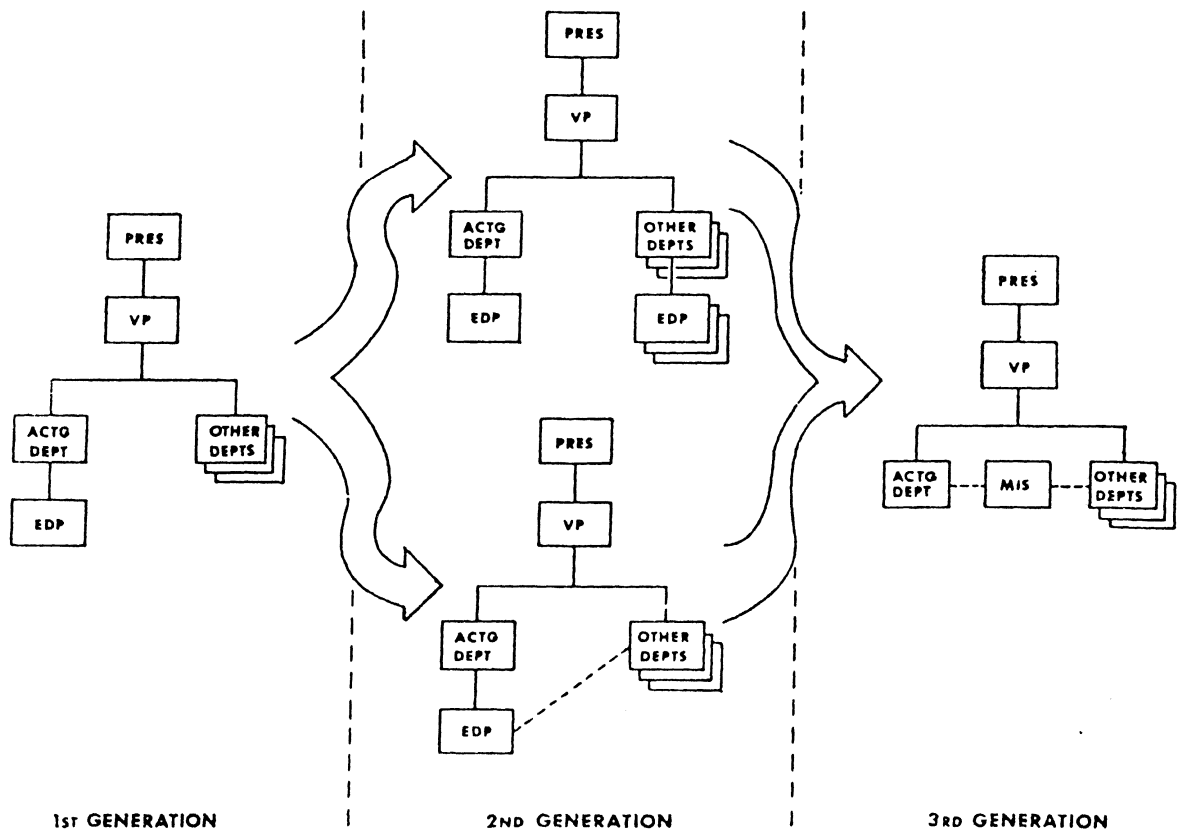 PRES
VP
ACTG
DEPT
OTHER
DEPTS
EDP
PRES
VP
ACTG
DEPT
OTHER
DEPTS
EDP
EDP
PRES
VP
ACTG
DEPT
OTHER
DEPTS
EDP
PRES
VP
ACTG
DEPT
MIS
OTHER
DEPTS
1ST GENERATION
2ND GENERATION
3RD GENERATION